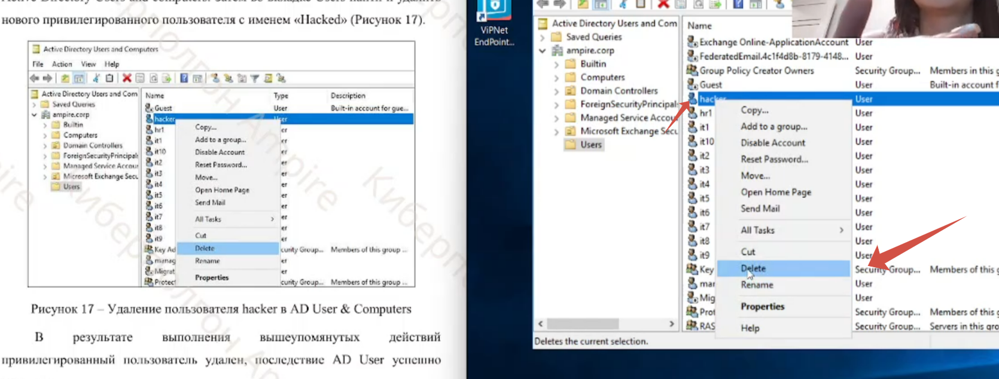 нового привилегированного пользователя с именем «Hacked» (Рисунок 17).
Active Directory Users and Computers
File Action View Help
Active Directory Users and Com
Saved Queries
ampire.corp
Builtin
Computers
Domain Controllers
ForeignSecurityPrincipals
Managed Service Accou
Microsoft Exchange Secu
Users
Name Type Description
Guest User Built-in account for gue...
hacker User
hr1 er
it1 er
it10 er
it2 er
it3 er
it4 er
it5 er
it6 er
it7 er
it8 er
it9 er
Key Ad curity Group... Members of this group ...
manag er
Migrat er
Protect curity Group... Members of this group ...
Copy...
Add to a group...
Disable Account
Reset Password...
Move...
Open Home Page
Send Mail
All Tasks
Cut
Delete
Rename
Properties
Рисунок 17 – Удаление пользователя hacker в AD User & Computers
В результате выполнения вышеупомянутых действий
привилегированный пользователь удален, последствие AD User успешно
Ampire
ViPNet
EndPoint...
Active Directory Users and Com
Saved Queries
ampire.corp
Builtin
Computers
Domain Controllers
ForeignSecurityPrincipals
Managed Service Accou
Microsoft Exchange Secu
Users
Name
Exchange Online-ApplicationAccount User
FederatedEmail.4c1f4d8b-8179-4148... User
Group Policy Creator Owners Security Group... Members in this g
Guest User Built-in account f
hacker User
hr1 User
it1 User
it10 User
it2 User
it3 User
it4 User
it5 User
it6 User
it7 User
it8 User
it9 User
Key Security Group... Members of this g
mar User
Mig User
Prot Security Group... Members of this g
RAS Security Group... Servers in this gro
Copy...
Add to a group...
Disable Account
Reset Password...
Move...
Open Home Page
Send Mail
All Tasks
Cut
Delete
Rename
Properties
Help
Deletes the current selection.